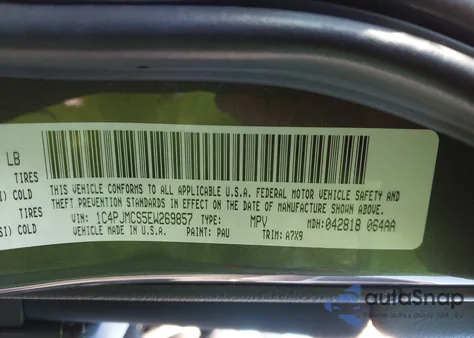 LB
TIRES
SI) COLD
TIRES
SI) COLD
THIS VEHICLE CONFORMS TO ALL APPLICABLE U.S.A. FEDERAL MOTOR VEHICLE SAFETY AND
THEFT PREVENTION STANDARDS IN EFFECT ON THE DATE OF MANUFACTURE SHOWN ABOVE.
VIN: 1C4PJMCS5EW269857 TYPE: MPV MDH: 042818 064AA
VEHICLE MADE IN U.S.A. PAINT: PAU TRIM: A7X9
autoSnap